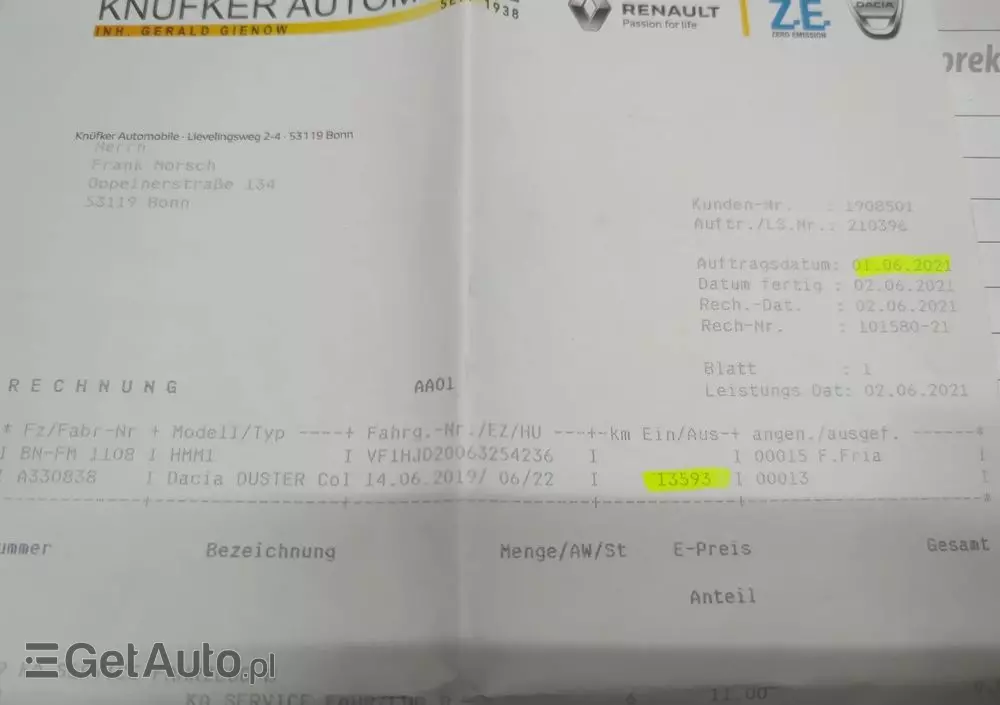 KNÜFKER AUTOM
1938
INH. GERALD GIENOW
RENAULT
Passion for life
Z.E.
ZERO EMISSION
DACIA
Knüfker Automobile - Lievelingsweg 2-4 - 53119 Bonn
Herrn
Frank Morsch
Oppelnerstraße 134
53119 Bonn
Kunden-Nr. : 1908501
Auftr./LS.Nr.: 210396
Auftragsdatum: 01.06.2021
Datum fertig : 02.06.2021
Rech.-Dat. : 02.06.2021
Rech-Nr. : 101580-21
Blatt : 1
Leistungs Dat: 02.06.2021
RECHNUNG AA01
* Fz/Fabr-Nr + Modell/Typ ----+ Fahrg.-Nr./EZ/HU ---+-Km Ein/Aus-+ angen./ausgef. ------*
I BN-FM 1108 I HMM1 I VF1HJD20063254236 I I 00015 F.Fria I
A330838 I Dacia DUSTER Col 14.06.2019/ 06/22 I 13593 I 00013 I
ummer Bezeichnung Menge/AW/St E-Preis Gesamt
Anteil
GetAuto.pl
KD SERVICE 6 11.00